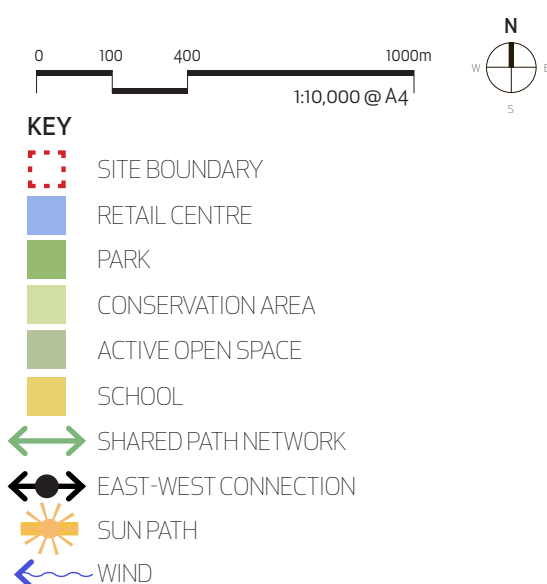 N
0 100 400 1000m
W E
1:10,000 @ A4
S
KEY
SITE BOUNDARY
RETAIL CENTRE
PARK
CONSERVATION AREA
ACTIVE OPEN SPACE
SCHOOL
SHARED PATH NETWORK
EAST-WEST CONNECTION
SUN PATH
WIND